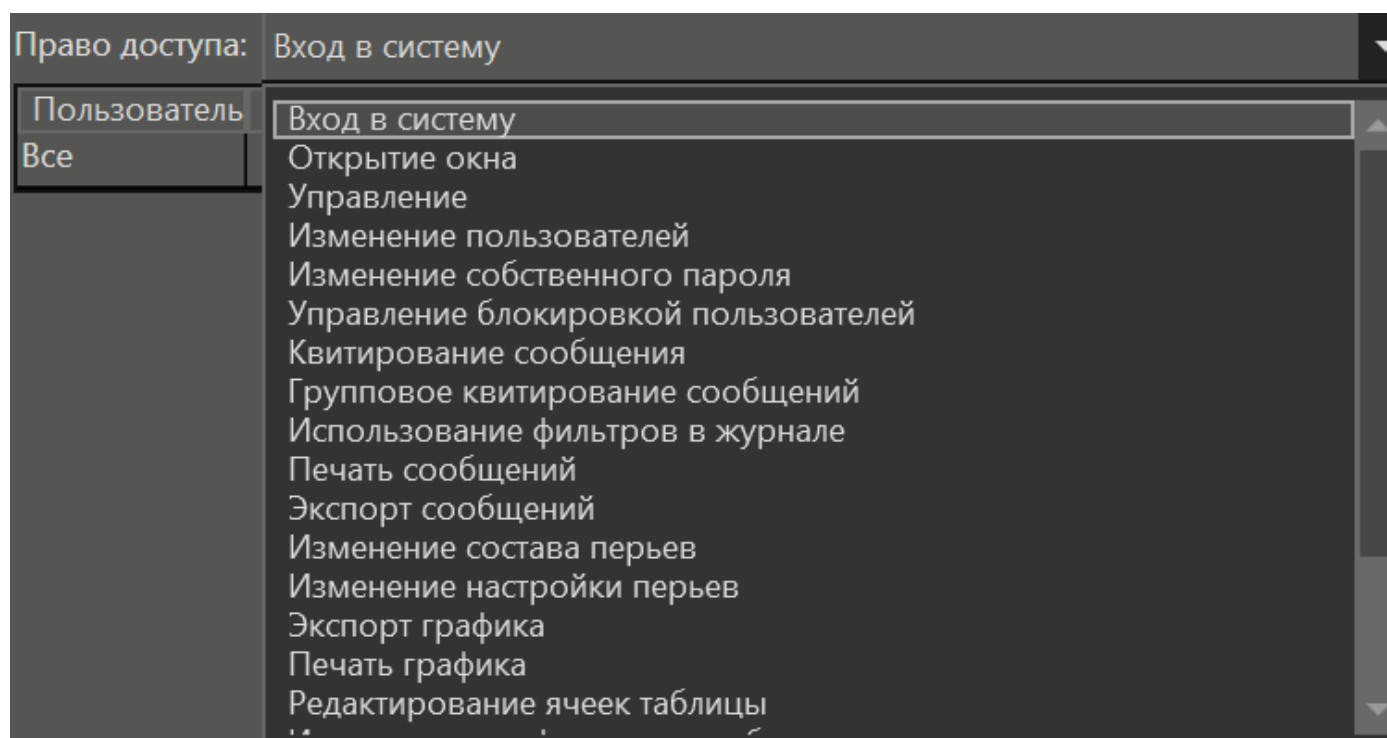 Право доступа: Вход в систему
Пользователь
Все
Вход в систему
Открытие окна
Управление
Изменение пользователей
Изменение собственного пароля
Управление блокировкой пользователей
Квитирование сообщения
Групповое квитирование сообщений
Использование фильтров в журнале
Печать сообщений
Экспорт сообщений
Изменение состава перьев
Изменение настройки перьев
Экспорт графика
Печать графика
Редактирование ячеек таблицы